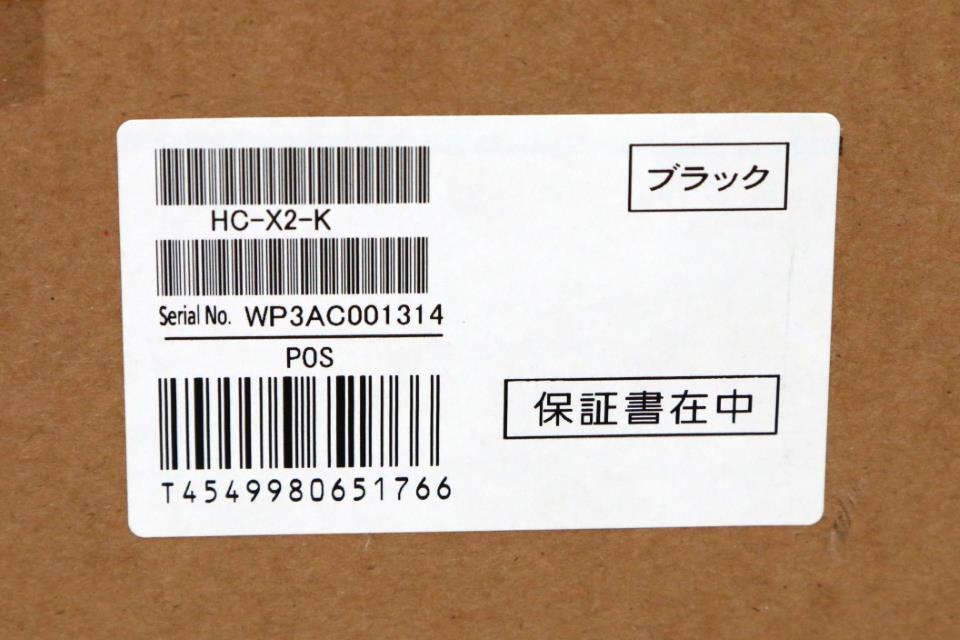 ブラック
HC-X2-K
Serial No. WP3AC001314
POS
保証書在中
T4549980651766